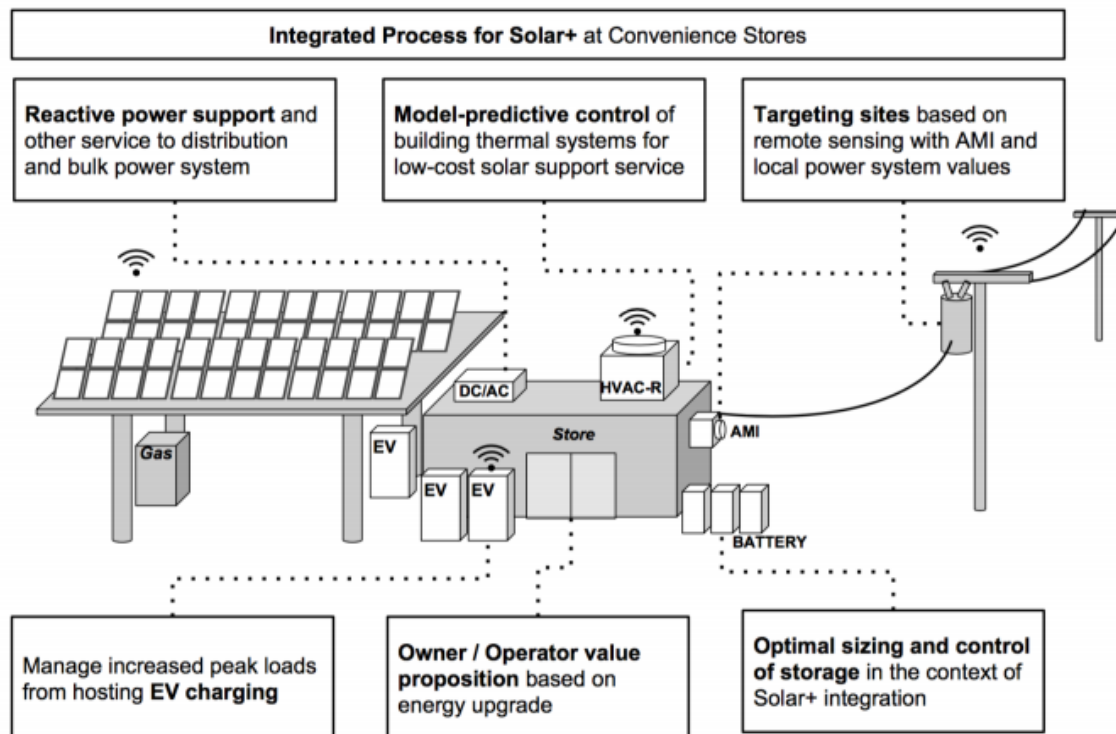 Integrated Process for Solar+ at Convenience Stores
Reactive power support and
other service to distribution
and bulk power system
Model-predictive control of
building thermal systems for
low-cost solar support service
Targeting sites based on
remote sensing with AMI and
local power system values
DC/AC
HVAC-R
Gas
EV
Store
AMI
EV
EV
BATTERY
Manage increased peak loads
from hosting EV charging
Owner / Operator value
proposition based on
energy upgrade
Optimal sizing and control
of storage in the context of
Solar+ integration